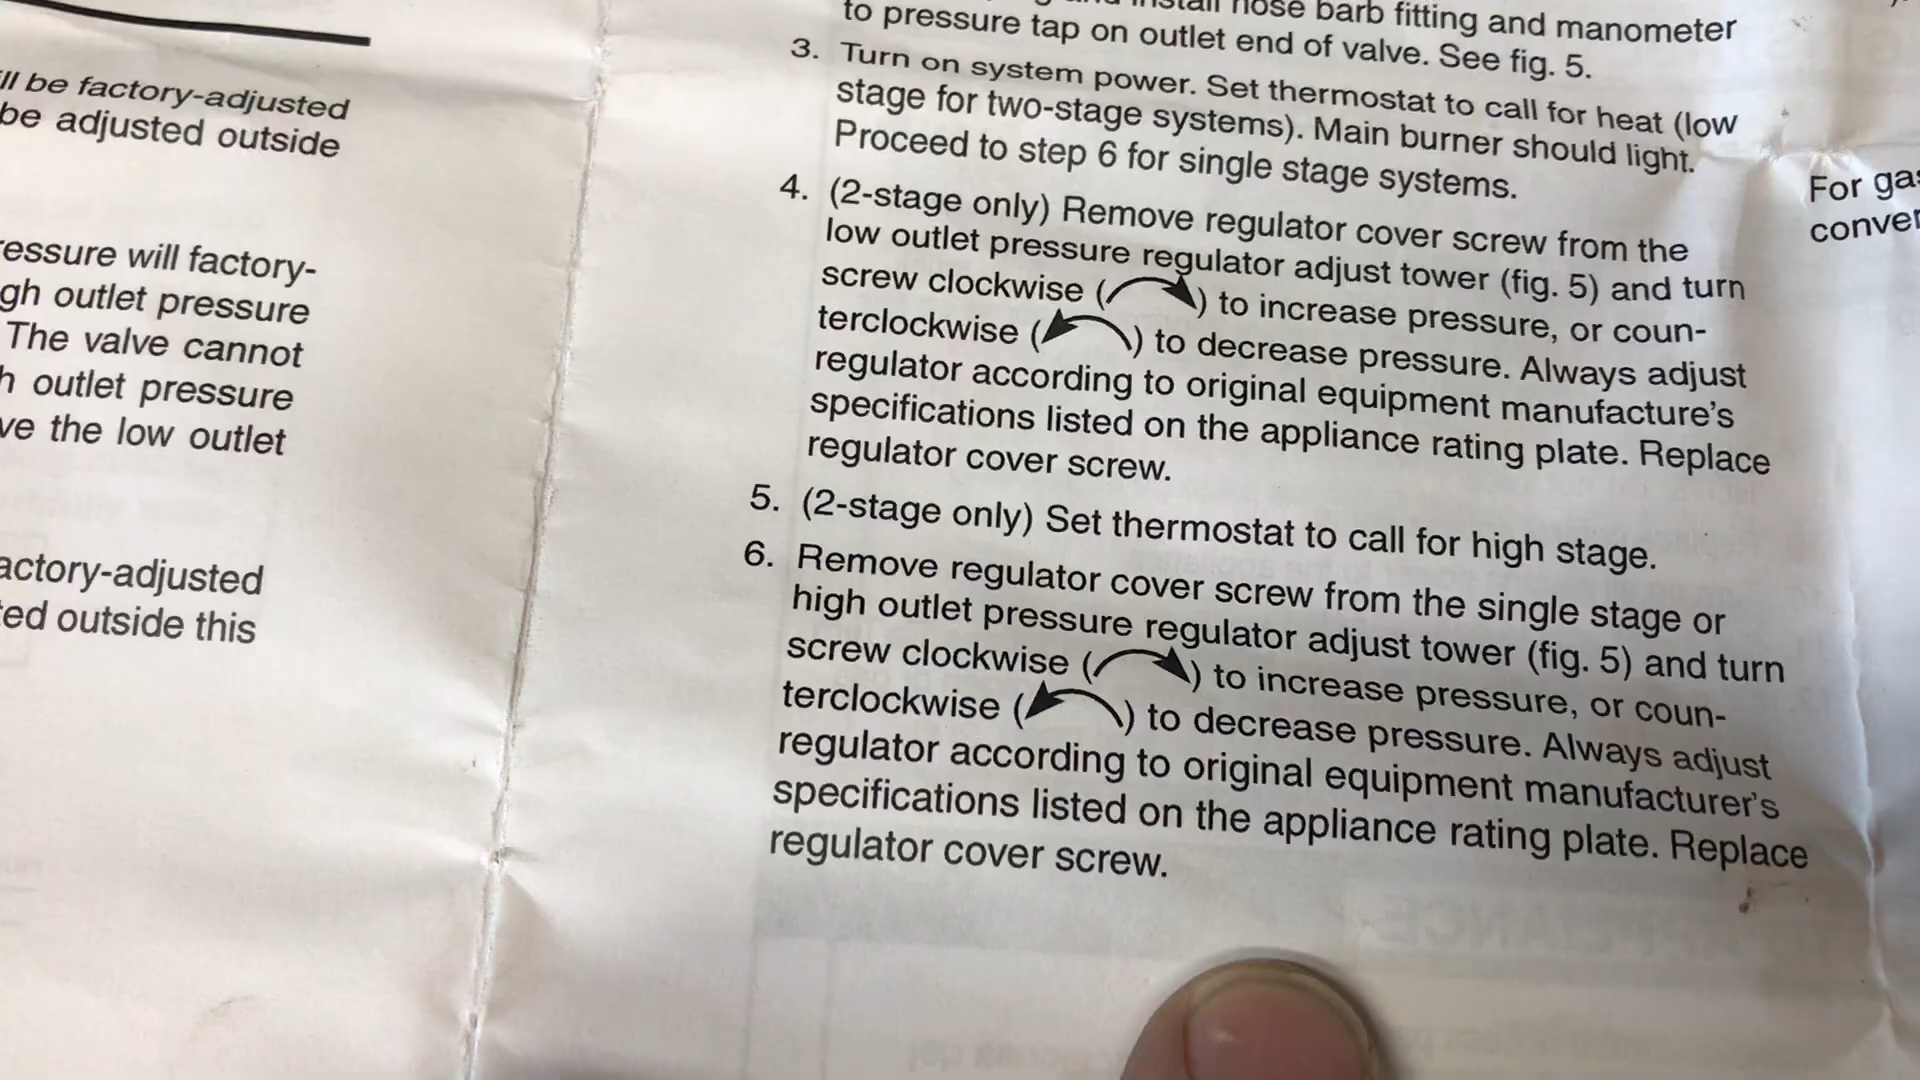 ll be factory-adjusted
be adjusted outside
essure will factory-
gh outlet pressure
The valve cannot
h outlet pressure
ve the low outlet
actory-adjusted
ted outside this
install hose barb fitting and manometer
to pressure tap on outlet end of valve. See fig. 5.
3. Turn on system power. Set thermostat to call for heat (low
stage for two-stage systems). Main burner should light.
Proceed to step 6 for single stage systems.
4. (2-stage only) Remove regulator cover screw from the
low outlet pressure regulator adjust tower (fig. 5) and turn
screw clockwise ( ) to increase pressure, or coun-
terclockwise ( ) to decrease pressure. Always adjust
regulator according to original equipment manufacture's
specifications listed on the appliance rating plate. Replace
regulator cover screw.
5. (2-stage only) Set thermostat to call for high stage.
6. Remove regulator cover screw from the single stage or
high outlet pressure regulator adjust tower (fig. 5) and turn
screw clockwise ( ) to increase pressure, or coun-
terclockwise ( ) to decrease pressure. Always adjust
regulator according to original equipment manufacturer's
specifications listed on the appliance rating plate. Replace
regulator cover screw.
For gas
conver